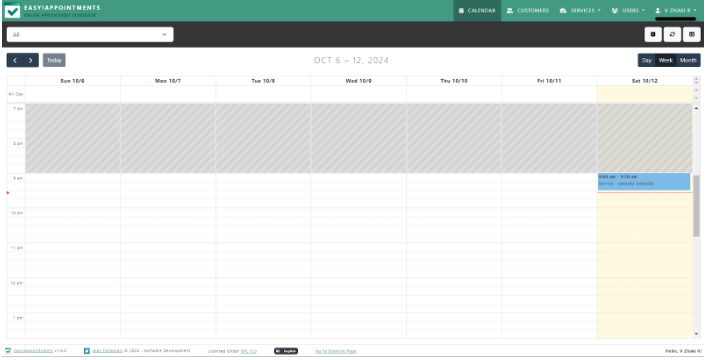 EASY!APPOINTMENTS
ONLINE APPOINTMENT SCHEDULER
CALENDAR CUSTOMERS SERVICES USERS V ZHAKI R
All
Today OCT 6 – 12, 2024 Day Week Month
Sun 10/6 Mon 10/7 Tue 10/8 Wed 10/9 Thu 10/10 Fri 10/11 Sat 10/12
All Day
7 am
8 am
9 am
9:00 am - 9:30 am
10 am
11 am
12 pm
1 pm
Easy!Appointments v1.4.0 Alex Tselegidis © 2024 - Software Development Licensed Under GPL-3.0 English Go To Booking Page Hello, V Zhaki R!